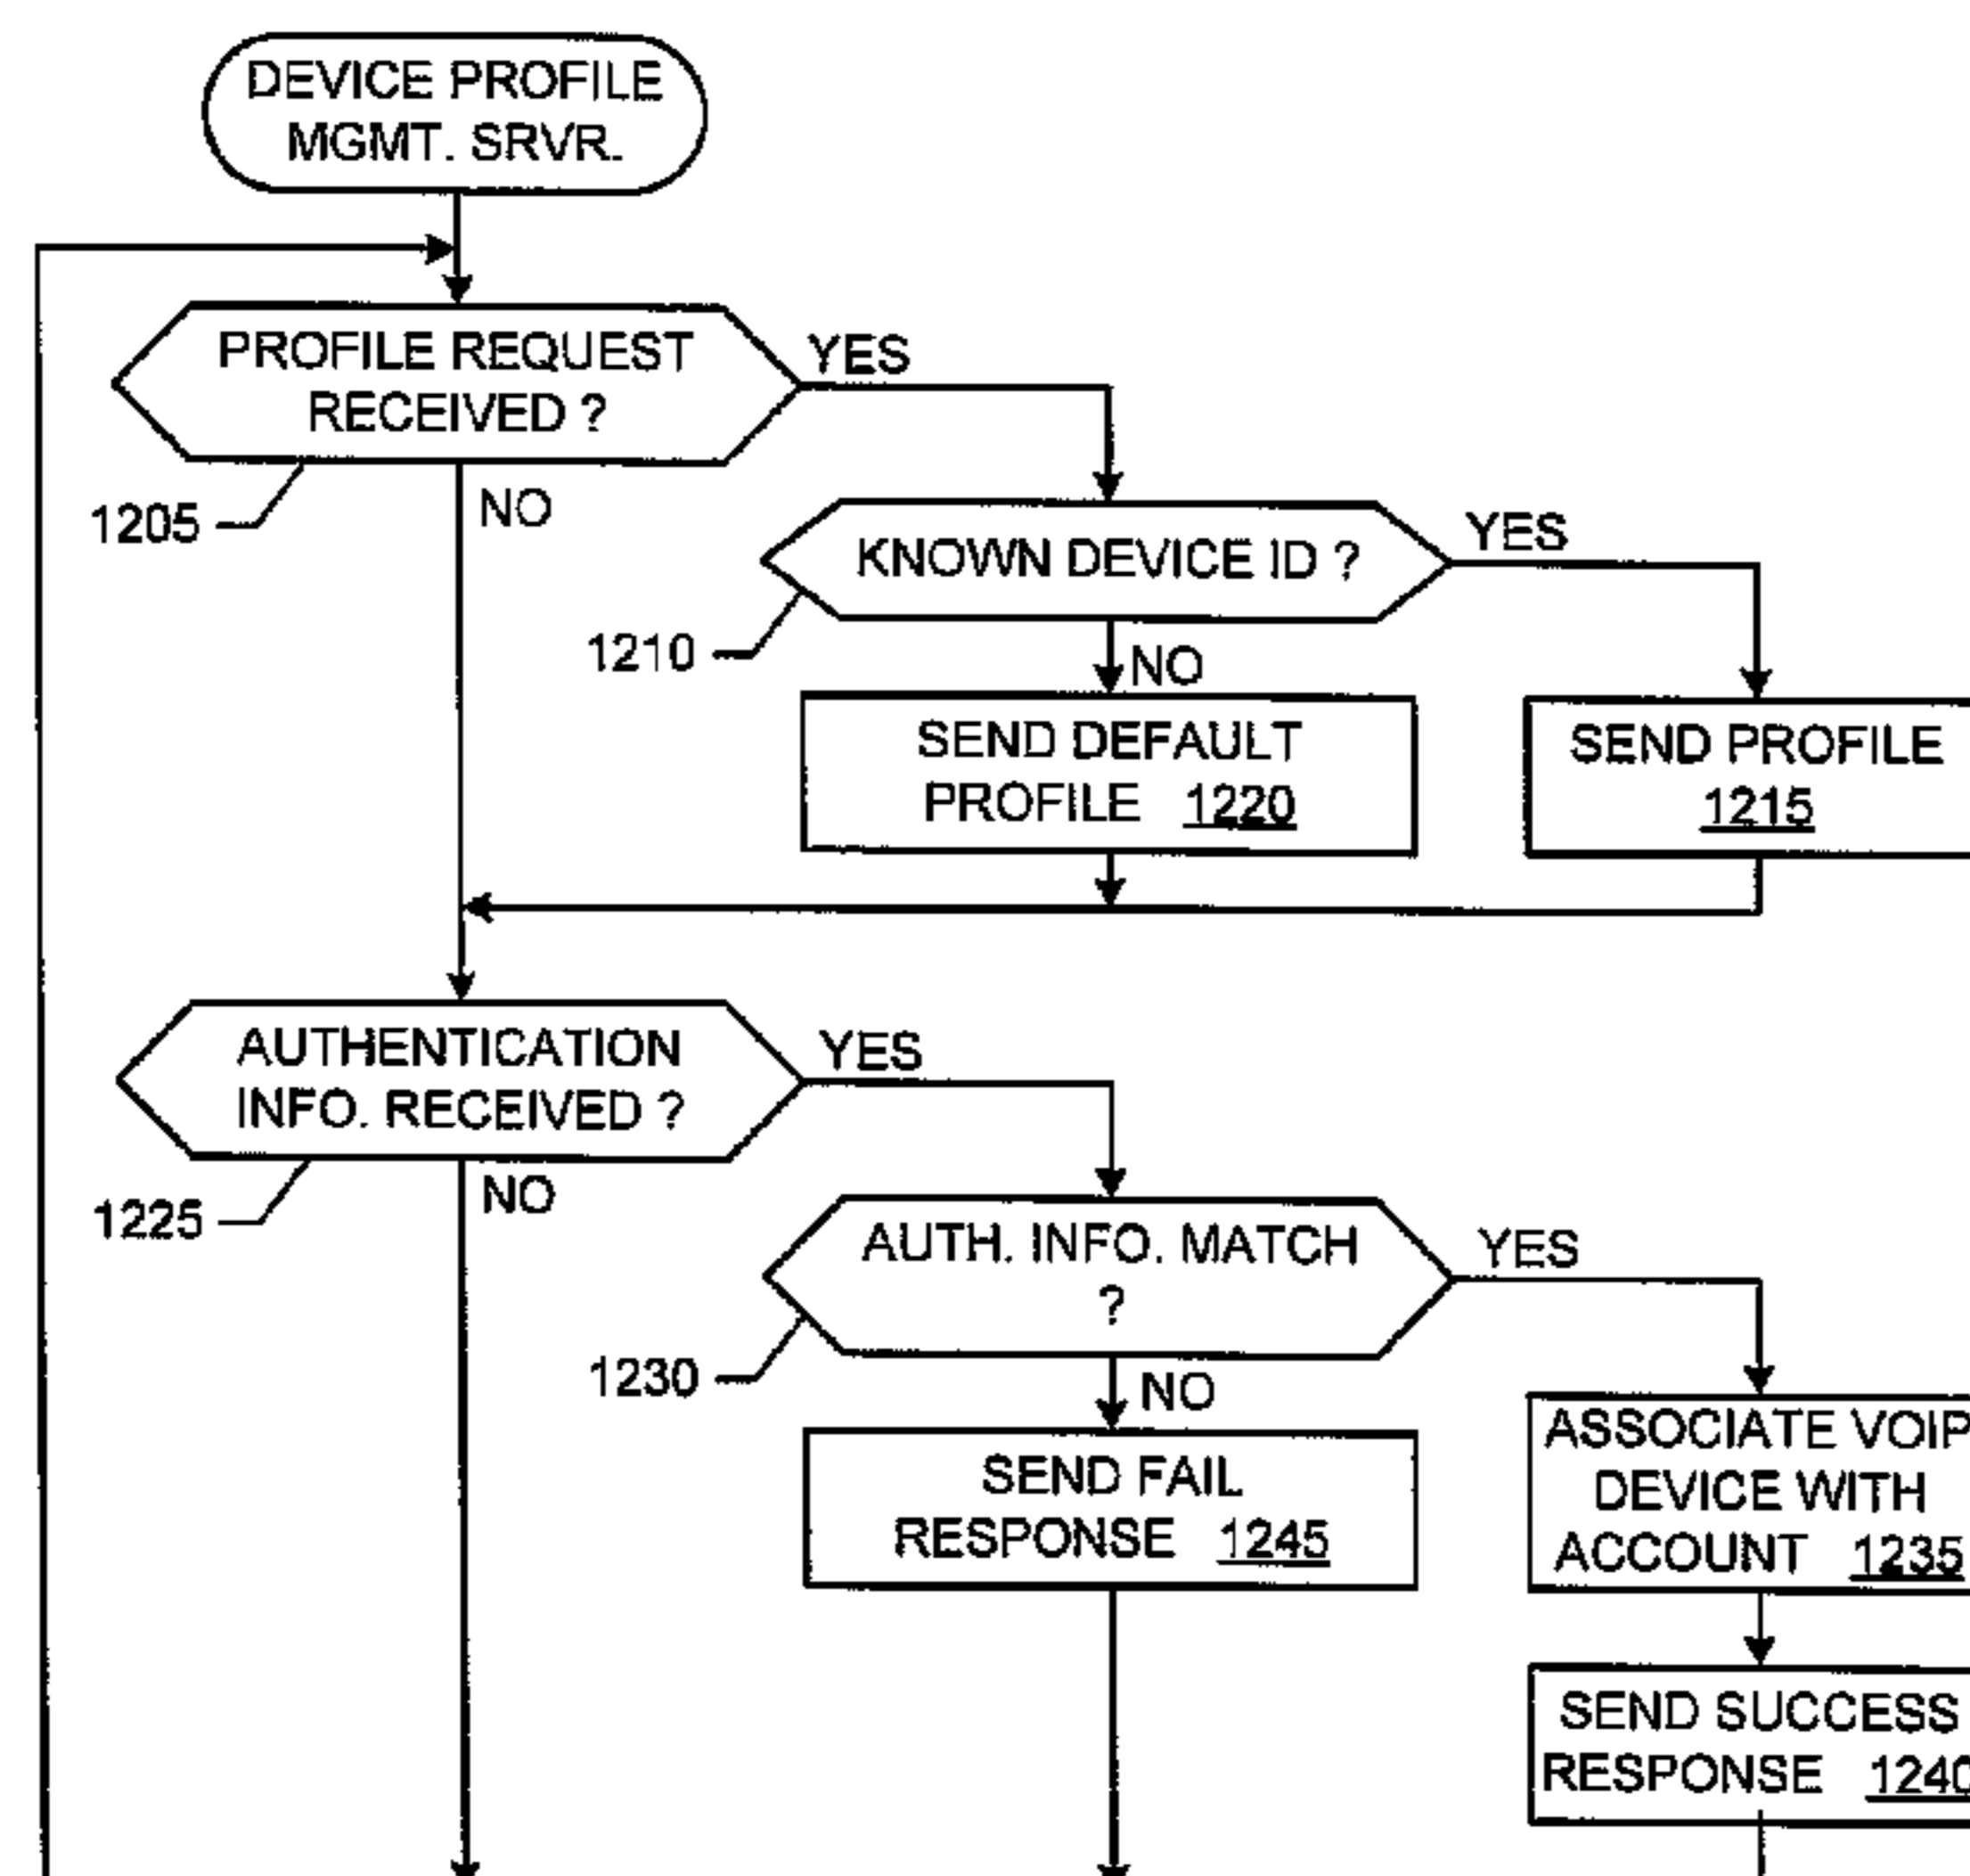 DEVICE PROFILE
MGMT. SRVR.
PROFILE REQUEST
RECEIVED ?
YES
1205
NO
KNOWN DEVICE ID ?
YES
1210
NO
SEND DEFAULT
PROFILE 1220
SEND PROFILE
1215
AUTHENTICATION
INFO. RECEIVED ?
YES
1225
NO
AUTH. INFO. MATCH
?
YES
1230
NO
SEND FAIL
RESPONSE 1245
ASSOCIATE VOIP
DEVICE WITH
ACCOUNT 1235
SEND SUCCESS
RESPONSE 1240